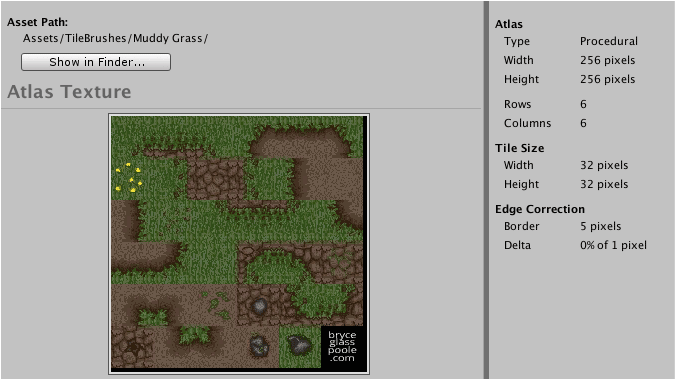 Asset Path:
Assets/TileBrushes/Muddy Grass/
Show in Finder...
Atlas Texture
bryce
glass
poole
.com
Atlas
Type Procedural
Width 256 pixels
Height 256 pixels
Rows 6
Columns 6
Tile Size
Width 32 pixels
Height 32 pixels
Edge Correction
Border 5 pixels
Delta 0% of 1 pixel